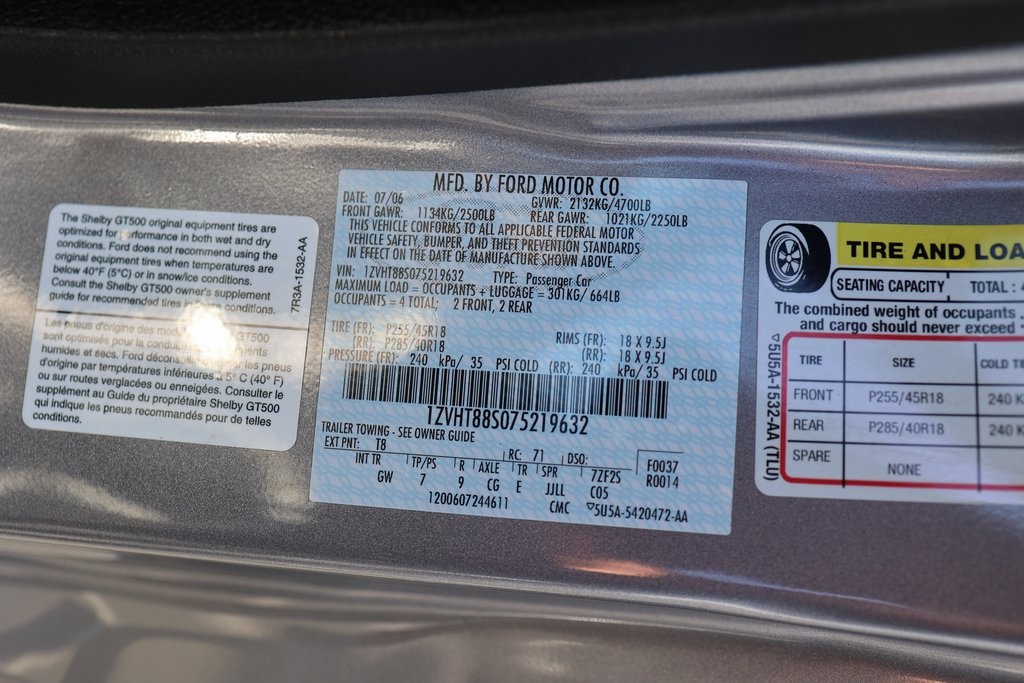 The Shelby GT500 original equipment tires are
optimized for performance in both wet and dry
conditions. Ford does not recommend using the
original equipment tires when temperatures are
below 40°F (5°C) or in snow/ice conditions.
Consult the Shelby GT500 owner's supplement
guide for recommended tires in these conditions.
7R3A-1532-AA
Les pneus d'origine des GT500
sont optimisés pour la
humides et secs. Ford les pneus
d'origine par températures inférieures à 5° C (40° F)
ou sur routes verglacées ou enneigées. Consulter le
supplément au Guide du propriétaire Shelby GT500
qui indique les pneus recommandés pour de telles
conditions.
MFD. BY FORD MOTOR CO.
DATE: 07/06 GVWR: 2132KG/4700LB
FRONT GAWR: 1134KG/2500LB REAR GAWR: 1021KG/2250LB
THIS VEHICLE CONFORMS TO ALL APPLICABLE FEDERAL MOTOR
VEHICLE SAFETY, BUMPER, AND THEFT PREVENTION STANDARDS
IN EFFECT ON THE DATE OF MANUFACTURE SHOWN ABOVE.
VIN: 1ZVHT88S075219632 TYPE: Passenger Car
MAXIMUM LOAD = OCCUPANTS + LUGGAGE = 301KG/ 664LB
OCCUPANTS = 4 TOTAL; 2 FRONT, 2 REAR
TIRE (FR): P255/45R18 RIMS (FR): 18 X 9.5J
(RR): P285/40R18 (RR): 18 X 9.5J
PRESSURE (FR): 240 kPa/ 35 PSI COLD (RR): 240 kPa/ 35 PSI COLD
1ZVHT88S075219632
TRAILER TOWING - SEE OWNER GUIDE
EXT PNT: T8 RC: 71 DSO: F0037
INT TR TP/PS R AXLE TR SPR 7ZF2S R0014
GW 7 9 CG E JJLL C05
1200607244611 CMC ▽5U5A-5420472-AA
TIRE AND LOA
SEATING CAPACITY TOTAL :
The combined weight of occupants
and cargo should never exceed
▽5U5A-1532-AA (TLU)
TIRE SIZE COLD TI
FRONT P255/45R18 240 K
REAR P285/40R18 240 K
SPARE NONE